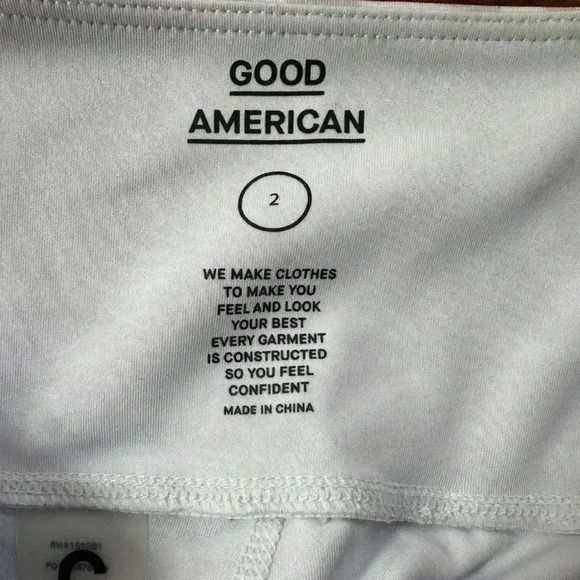 GOOD
AMERICAN
2
WE MAKE CLOTHES
TO MAKE YOU
FEEL AND LOOK
YOUR BEST
EVERY GARMENT
IS CONSTRUCTED
SO YOU FEEL
CONFIDENT
MADE IN CHINA